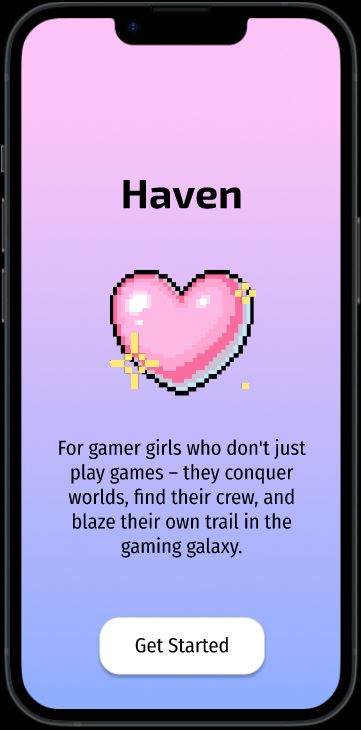 Haven
For gamer girls who don't just
play games – they conquer
worlds, find their crew, and
blaze their own trail in the
gaming galaxy.
Get Started